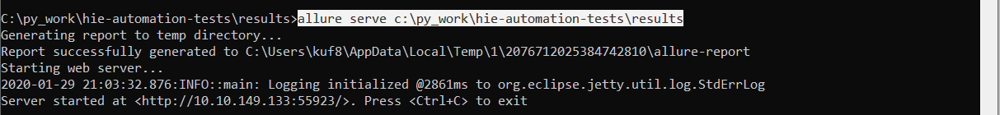 C:\py_work\hie-automation-tests\results>allure serve c:\py_work\hie-automation-tests\results
Generating report to temp directory...
Report successfully generated to C:\Users\kuf8\AppData\Local\Temp\1\2076712025384742810\allure-report
Starting web server...
2020-01-29 21:03:32.876:INFO::main: Logging initialized @2861ms to org.eclipse.jetty.util.log.StdErrLog
Server started at <http://10.10.149.133:55923/>. Press <Ctrl+C> to exit